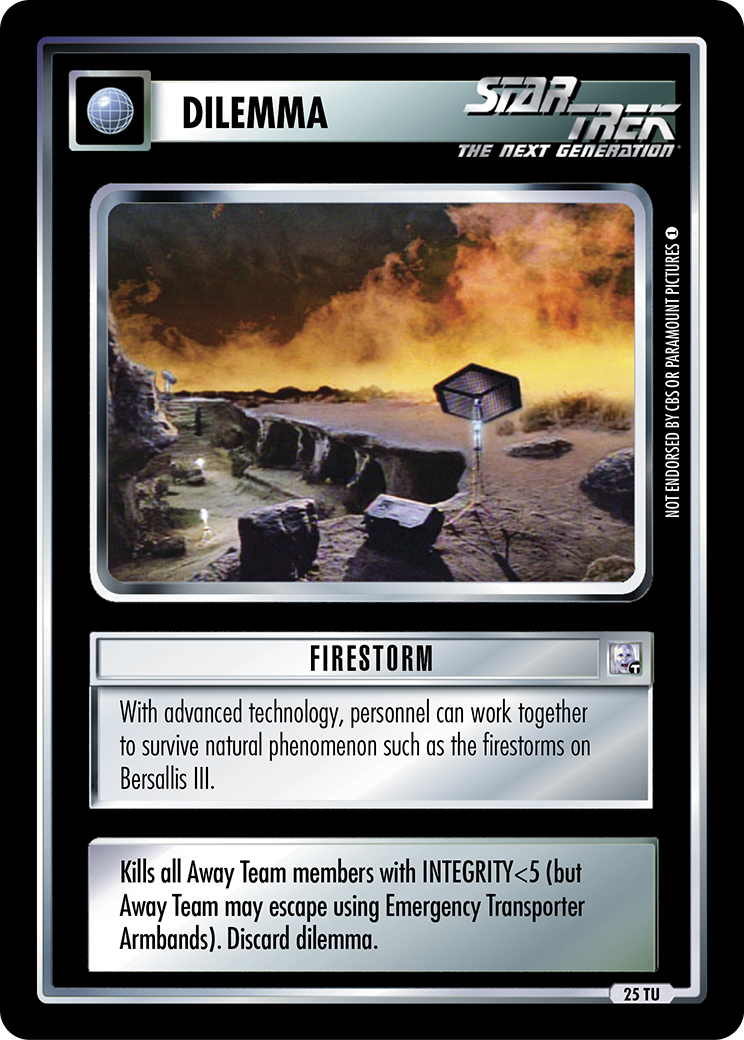 DILEMMA
STAR TREK
THE NEXT GENERATION
NOT ENDORSED BY CBS OR PARAMOUNT PICTURES 1
FIRESTORM
T
With advanced technology, personnel can work together
to survive natural phenomenon such as the firestorms on
Bersallis III.
Kills all Away Team members with INTEGRITY<5 (but
Away Team may escape using Emergency Transporter
Armbands). Discard dilemma.
25 TU